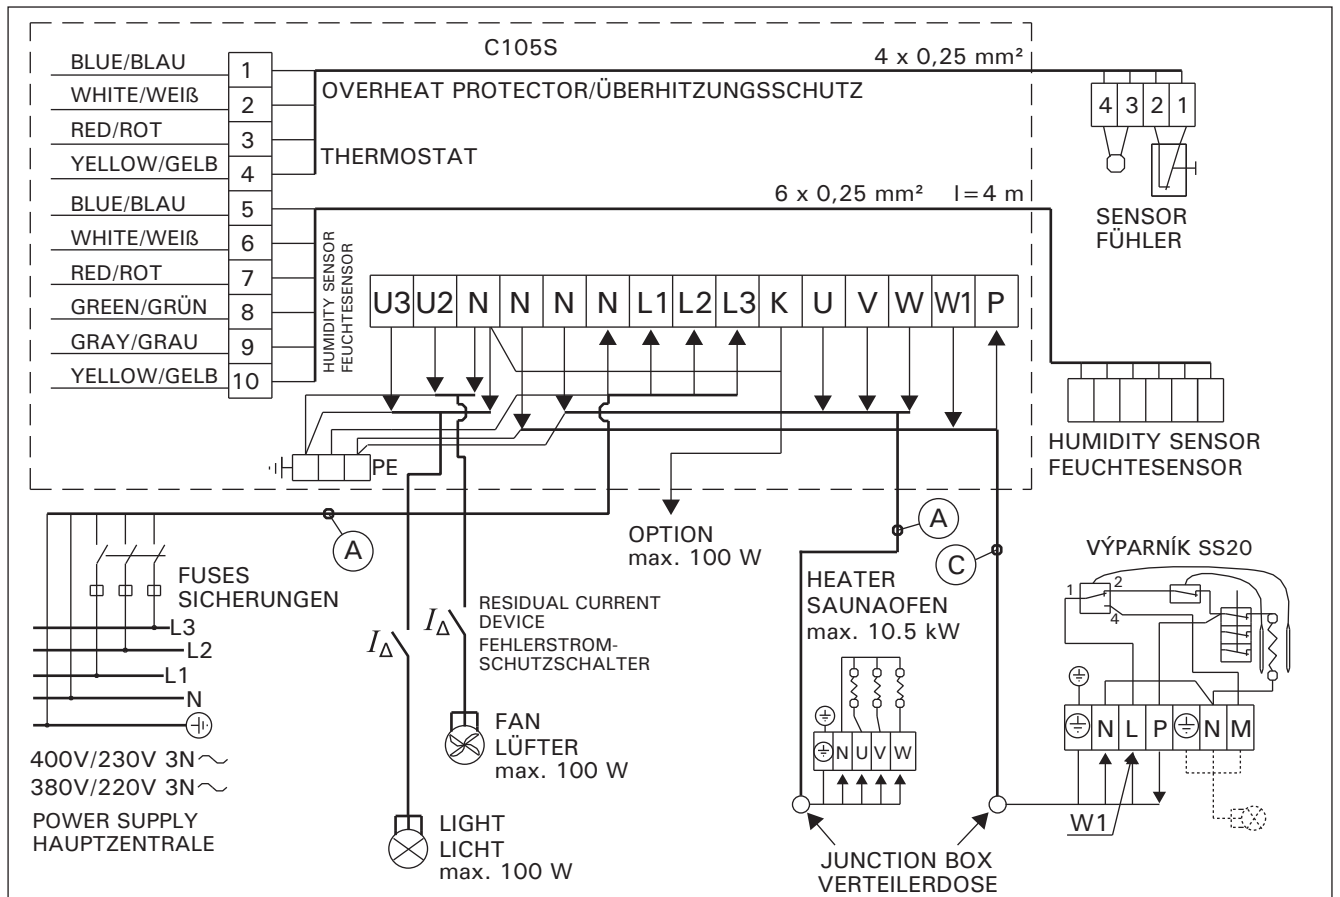 C105S
4 x 0,25 mm²
BLUE/BLAU 1
WHITE/WEIß 2
RED/ROT 3
YELLOW/GELB 4
BLUE/BLAU 5
WHITE/WEIß 6
RED/ROT 7
GREEN/GRÜN 8
GRAY/GRAU 9
YELLOW/GELB 10
OVERHEAT PROTECTOR/ÜBERHITZUNGSSCHUTZ
THERMOSTAT
4 3 2 1
SENSOR
FÜHLER
6 x 0,25 mm² l=4 m
HUMIDITY SENSOR
FEUCHTESENSOR
U3 U2 N N N N L1 L2 L3 K U V W W1 P
HUMIDITY SENSOR
FEUCHTESENSOR
PE
A
OPTION
max. 100 W
A
C
FUSES
SICHERUNGEN
L3
L2
L1
N
400V/230V 3N
380V/220V 3N
POWER SUPPLY
HAUPTZENTRALE
IΔ
IΔ
RESIDUAL CURRENT
DEVICE
FEHLERSTROM-
SCHUTZSCHALTER
FAN
LÜFTER
max. 100 W
LIGHT
LICHT
max. 100 W
HEATER
SAUNAOFEN
max. 10.5 kW
N U V W
VÝPARNÍK SS20
1 2
4
N L P N M
W1
JUNCTION BOX
VERTEILERDOSE